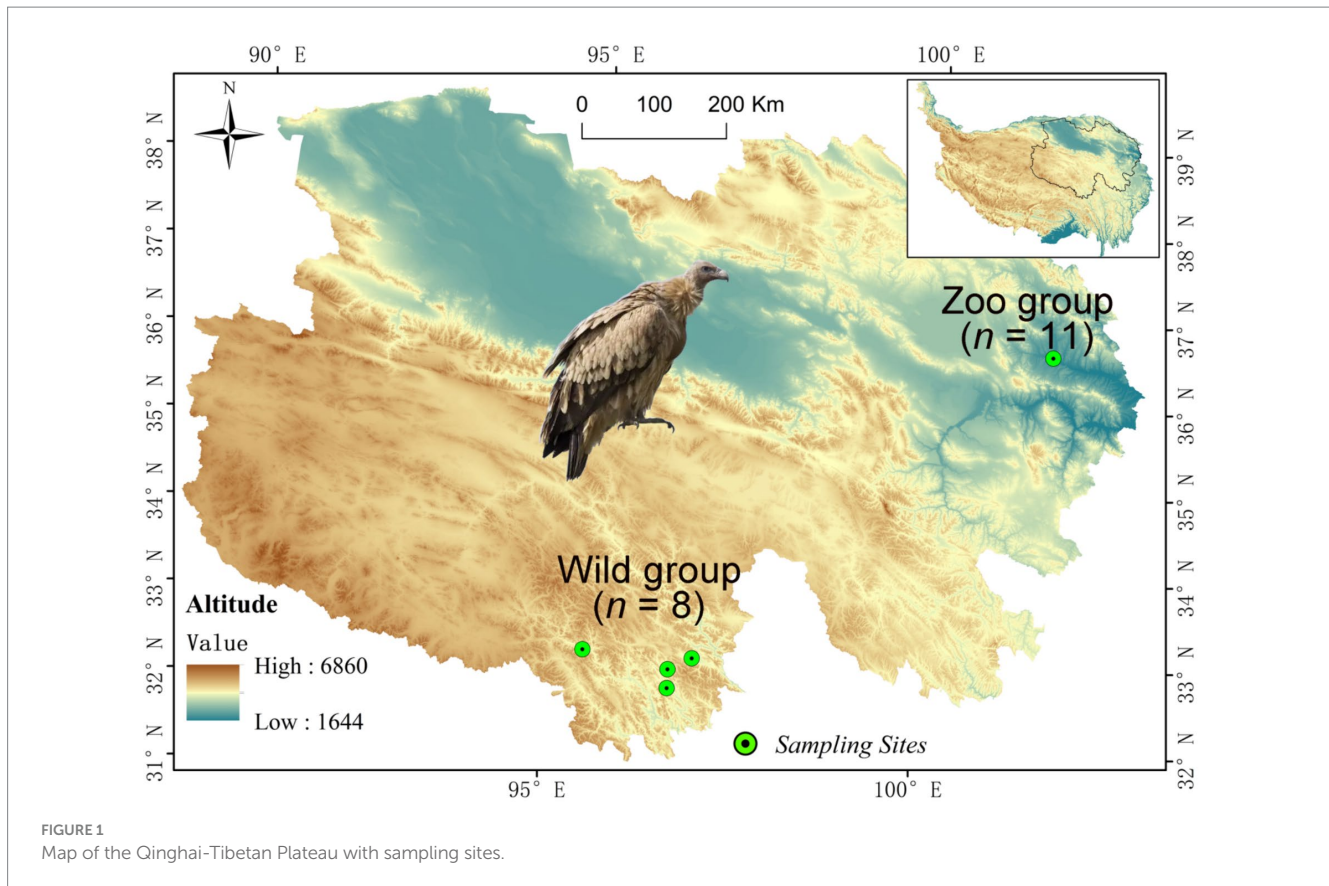 90° E
95° E
100° E
N
0 100 200 Km
38° N
37° N
36° N
35° N
34° N
33° N
32° N
31° N
39° N
38° N
37° N
36° N
35° N
34° N
33° N
32° N
Zoo group
(n = 11)
Wild group
(n = 8)
Altitude
Value
High : 6860
Low : 1644
Sampling Sites
95° E
100° E
FIGURE 1
Map of the Qinghai-Tibetan Plateau with sampling sites.